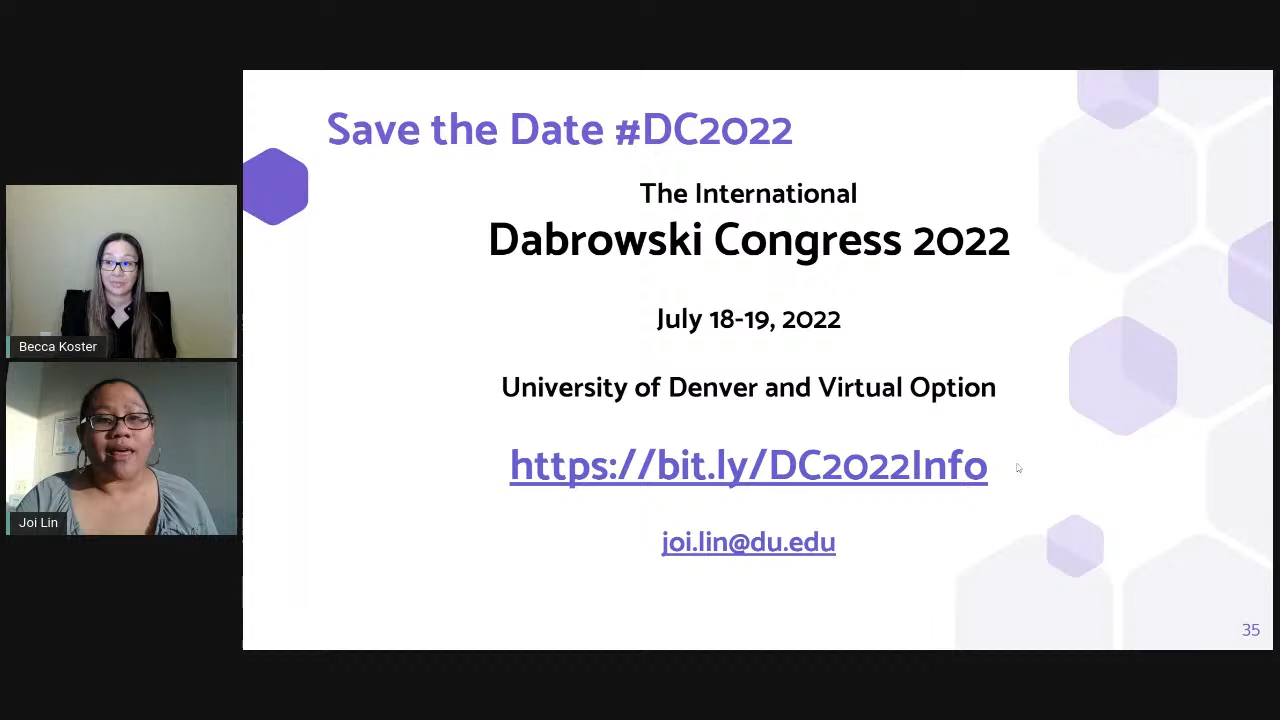 Save the Date #DC2022
The International
Dabrowski Congress 2022
July 18-19, 2022
University of Denver and Virtual Option
https://bit.ly/DC2022Info
joi.lin@du.edu
35
Becca Koster
Joi Lin